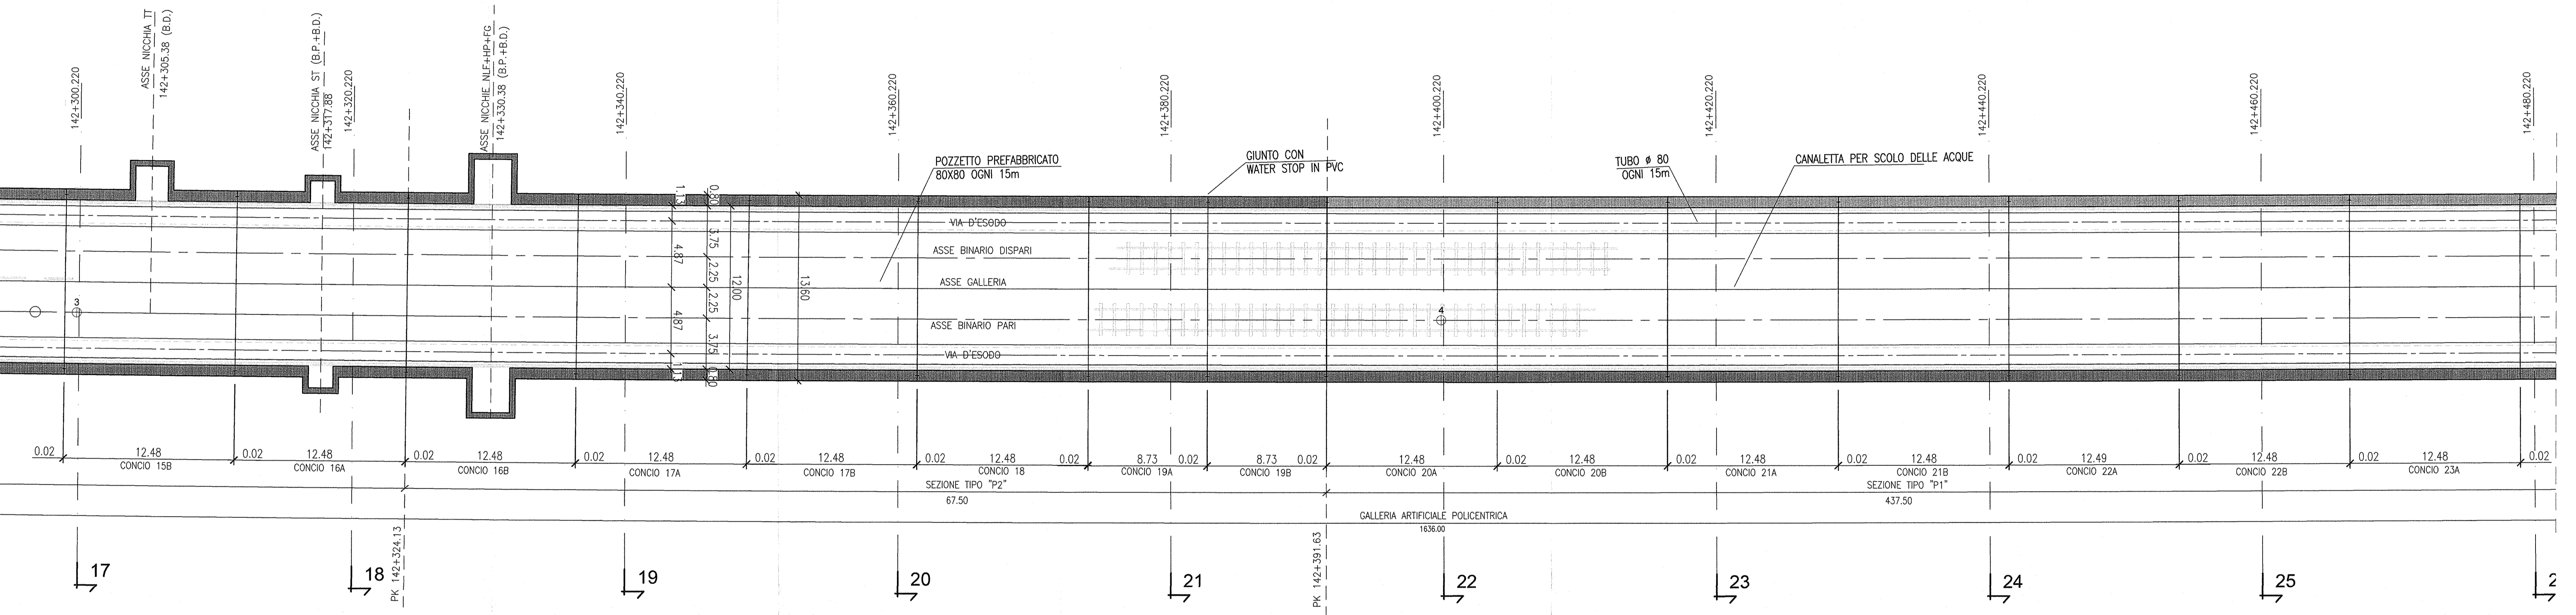 ASSE NICCHIA TT
142+305.38 (B.D.)
ASSE NICCHIA ST (B.P.+B.D.)
142+317.88
ASSE NICCHIE NLF+HP+FG
142+330.38 (B.P.+B.D.)
142+300.220
142+320.220
142+340.220
142+360.220
142+380.220
142+400.220
142+420.220
142+440.220
142+460.220
142+480.220
POZZETTO PREFABBRICATO
80X80 OGNI 15m
GIUNTO CON
WATER STOP IN PVC
TUBO ø 80
OGNI 15m
CANALETTA PER SCOLO DELLE ACQUE
VIA D'ESODO
ASSE BINARIO DISPARI
ASSE GALLERIA
ASSE BINARIO PARI
VIA D'ESODO
1.13
4.87
4.87
1.13
0.80
3.75
2.25
2.25
3.75
0.80
12.00
13.60
3
4
0.02 12.48 0.02 12.48 0.02 12.48 0.02 12.48 0.02 12.48 0.02 12.48 0.02 8.73 0.02 8.73 0.02 12.48 0.02 12.48 0.02 12.48 0.02 12.48 0.02 12.49 0.02 12.48 0.02 12.48 0.02
CONCIO 15B CONCIO 16A CONCIO 16B CONCIO 17A CONCIO 17B CONCIO 18 CONCIO 19A CONCIO 19B CONCIO 20A CONCIO 20B CONCIO 21A CONCIO 21B CONCIO 22A CONCIO 22B CONCIO 23A
SEZIONE TIPO "P2"
67.50
SEZIONE TIPO "P1"
437.50
GALLERIA ARTIFICIALE POLICENTRICA
1636.00
PK 142+324.13
PK 142+391.63
17 18 19 20 21 22 23 24 25 2